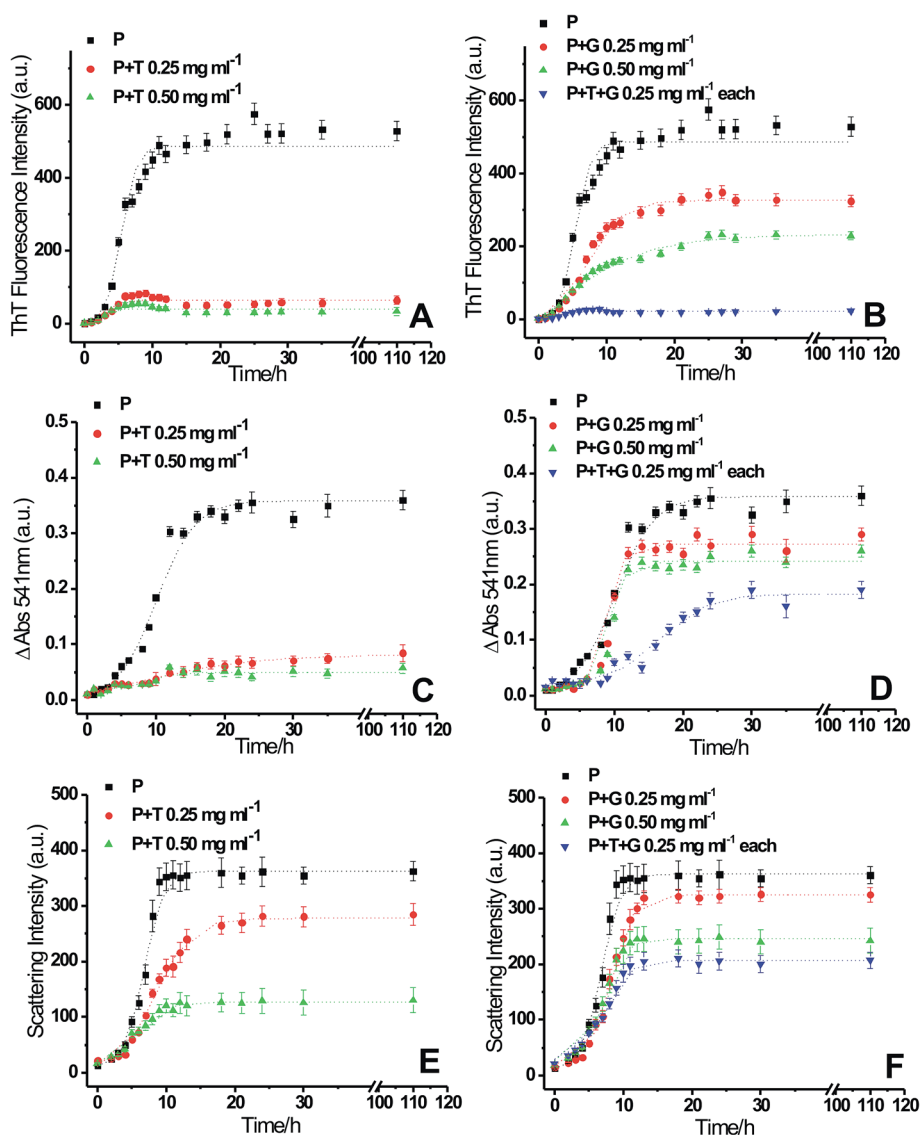 P
P+T 0.25 mg ml⁻¹
P+T 0.50 mg ml⁻¹
ThT Fluorescence Intensity (a.u.)
600
400
200
0
0 10 20 30 100 110 120
Time/h
A
P
P+G 0.25 mg ml⁻¹
P+G 0.50 mg ml⁻¹
P+T+G 0.25 mg ml⁻¹ each
ThT Fluorescence Intensity (a.u.)
600
400
200
0
0 10 20 30 100 110 120
Time/h
B
P
P+T 0.25 mg ml⁻¹
P+T 0.50 mg ml⁻¹
Δ Abs 541nm (a.u.)
0.5
0.4
0.3
0.2
0.1
0.0
0 10 20 30 100 110 120
Time/h
C
P
P+G 0.25 mg ml⁻¹
P+G 0.50 mg ml⁻¹
P+T+G 0.25 mg ml⁻¹ each
Δ Abs 541nm (a.u.)
0.5
0.4
0.3
0.2
0.1
0.0
0 10 20 30 100 110 120
Time/h
D
P
P+T 0.25 mg ml⁻¹
P+T 0.50 mg ml⁻¹
Scattering Intensity (a.u.)
500
400
300
200
100
0
0 10 20 30 100 110 120
Time/h
E
P
P+G 0.25 mg ml⁻¹
P+G 0.50 mg ml⁻¹
P+T+G 0.25 mg ml⁻¹ each
Scattering Intensity (a.u.)
500
400
300
200
100
0
0 10 20 30 100 110 120
Time/h
F